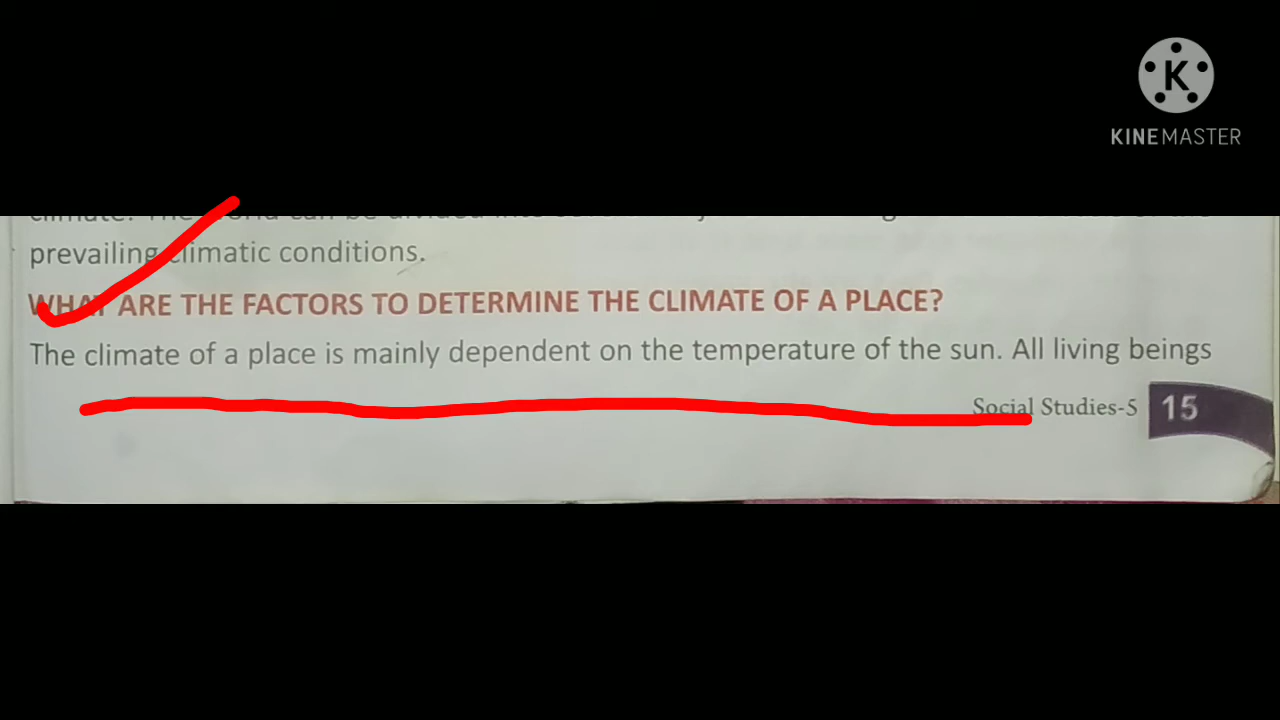 KINEMASTER
prevailing climatic conditions.
WHAT ARE THE FACTORS TO DETERMINE THE CLIMATE OF A PLACE?
The climate of a place is mainly dependent on the temperature of the sun. All living beings
Social Studies-5 15